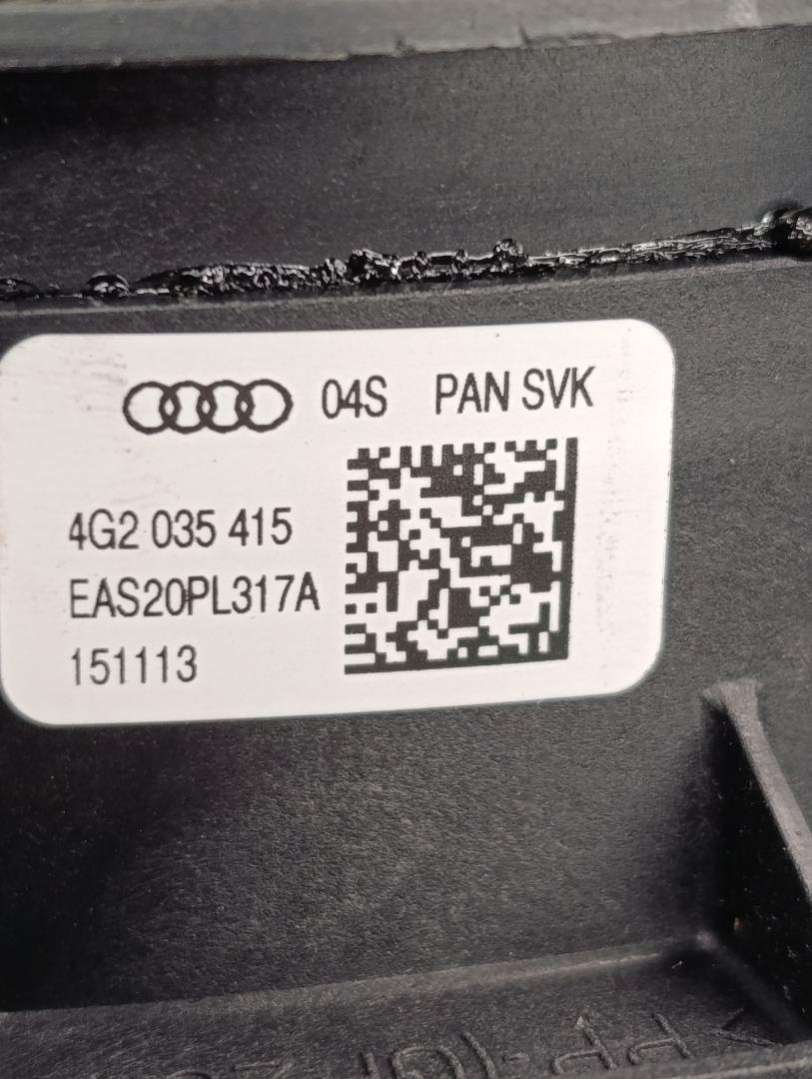 04S PAN SVK
4G2 035 415
EAS20PL317A
151113